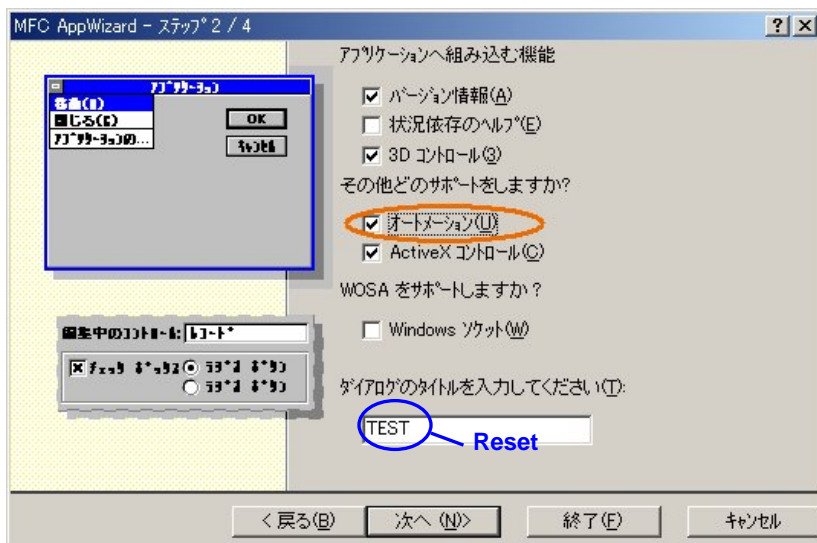 MFC AppWizard - ステップ 2 / 4
アプリケーションへ組み込む機能
バージョン情報(A)
状況依存のヘルプ(E)
3D コントロール(3)
その他どのサポートをしますか?
オートメーション(U)
ActiveX コントロール(C)
WOSA をサポートしますか?
Windows ソケット(W)
ダイアログのタイトルを入力してください(T):
TEST
Reset
アプリケーション
閉じる(C)
アプリケーションの...
OK
キャンセル
編集中のコントロール: レコード
チェック ボックス
ラジオ ボタン
ラジオ ボタン
< 戻る(B)
次へ (N)>
終了(F)
キャンセル